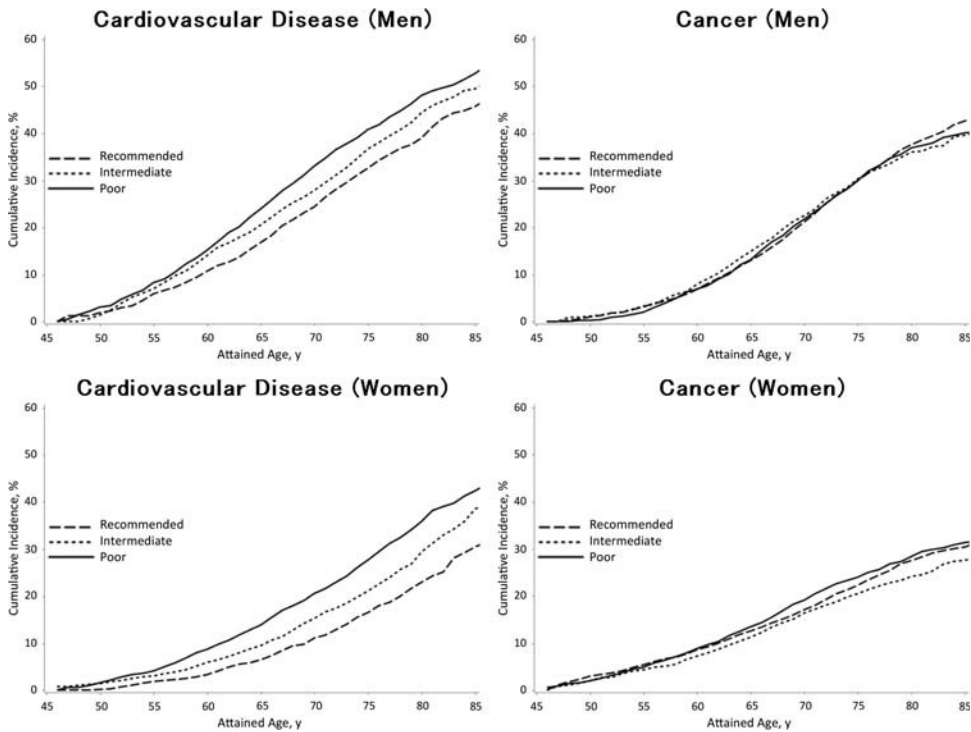 Cardiovascular Disease (Men)
60
50
40
30
20
10
0
Cumulative Incidence, %
Recommended
Intermediate
Poor
45 50 55 60 65 70 75 80 85
Attained Age, y
Cancer (Men)
60
50
40
30
20
10
0
Cumulative Incidence, %
Recommended
Intermediate
Poor
45 50 55 60 65 70 75 80 85
Attained Age, y
Cardiovascular Disease (Women)
60
50
40
30
20
10
0
Cumulative Incidence, %
Recommended
Intermediate
Poor
45 50 55 60 65 70 75 80 85
Attained Age, y
Cancer (Women)
60
50
40
30
20
10
0
Cumulative Incidence, %
Recommended
Intermediate
Poor
45 50 55 60 65 70 75 80 85
Attained Age, y